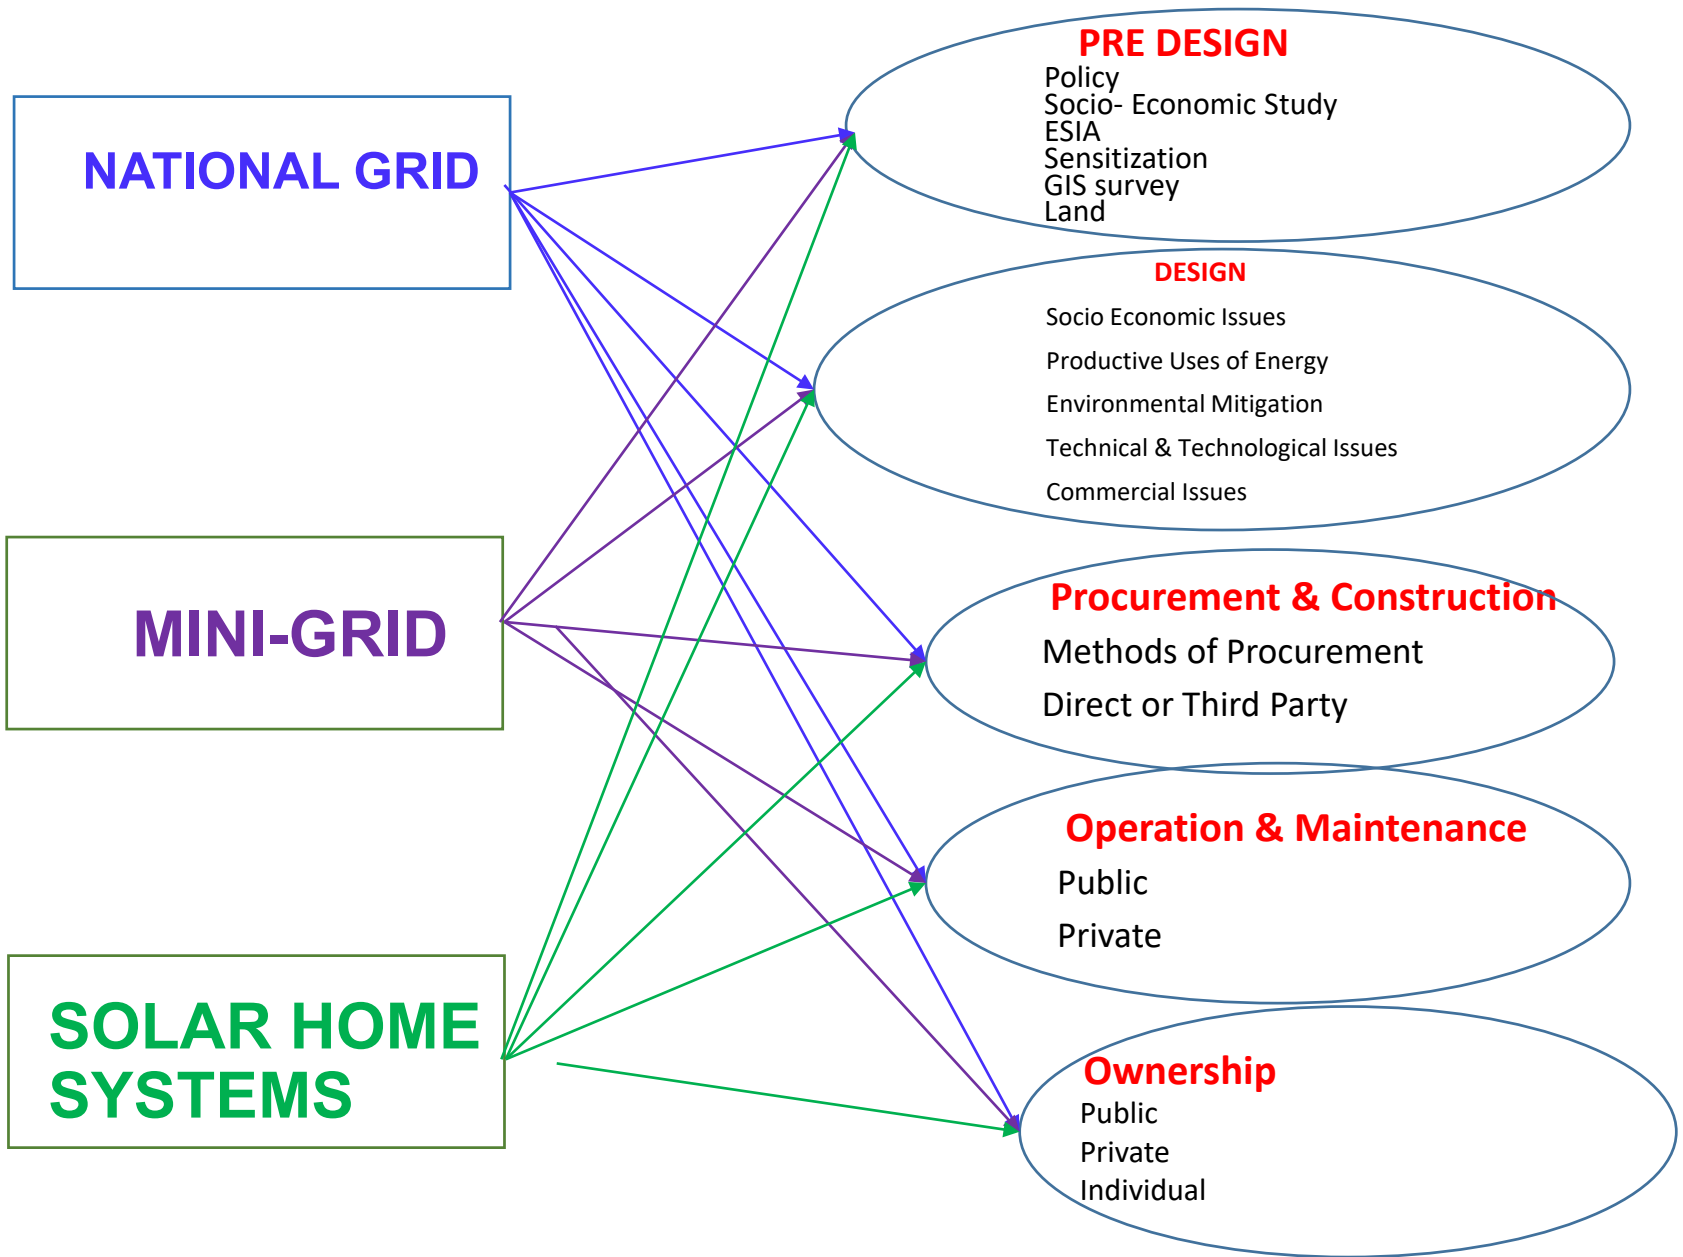 NATIONAL GRID
MINI-GRID
SOLAR HOME
SYSTEMS
PRE DESIGN
Policy
Socio- Economic Study
ESIA
Sensitization
GIS survey
Land
DESIGN
Socio Economic Issues
Productive Uses of Energy
Environmental Mitigation
Technical & Technological Issues
Commercial Issues
Procurement & Construction
Methods of Procurement
Direct or Third Party
Operation & Maintenance
Public
Private
Ownership
Public
Private
Individual